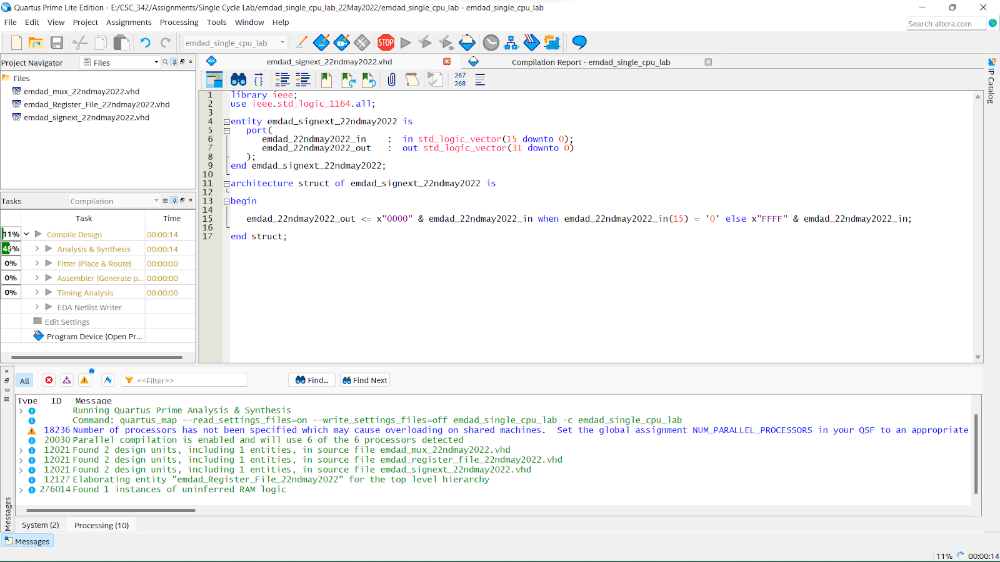 Quartus Prime Lite Edition - E:/CSC_342/Assignments/Single Cycle Lab/emdad_single_cpu_lab_22May2022/emdad_single_cpu_lab - emdad_single_cpu_lab
File Edit View Project Assignments Processing Tools Window Help
Search altera.com
emdad_single_cpu_lab
STOP
Project Navigator
Files
Files
emdad_mux_22ndmay2022.vhd
emdad_Register_File_22ndmay2022.vhd
emdad_signext_22ndmay2022.vhd
Tasks
Compilation
Task Time
11% Compile Design 00:00:14
45% Analysis & Synthesis 00:00:14
0% Fitter (Place & Route) 00:00:00
0% Assembler (Generate p... 00:00:00
0% Timing Analysis 00:00:00
EDA Netlist Writer
Edit Settings
Program Device (Open Pr...
emdad_signext_22ndmay2022.vhd
Compilation Report - emdad_single_cpu_lab
267
268
1 library ieee;
2 use ieee.std_logic_1164.all;
3
4 entity emdad_signext_22ndmay2022 is
5 port(
6 emdad_22ndmay2022_in : in std_logic_vector(15 downto 0);
7 emdad_22ndmay2022_out : out std_logic_vector(31 downto 0)
8 );
9 end emdad_signext_22ndmay2022;
10
11 architecture struct of emdad_signext_22ndmay2022 is
12
13 begin
14
15 emdad_22ndmay2022_out <= x"0000" & emdad_22ndmay2022_in when emdad_22ndmay2022_in(15) = '0' else x"FFFF" & emdad_22ndmay2022_in;
16
17 end struct;
IP Catalog
All
<<Filter>>
Find...
Find Next
Type ID Message
Running Quartus Prime Analysis & Synthesis
Command: quartus_map --read_settings_files=on --write_settings_files=off emdad_single_cpu_lab -c emdad_single_cpu_lab
18236 Number of processors has not been specified which may cause overloading on shared machines. Set the global assignment NUM_PARALLEL_PROCESSORS in your QSF to an appropriate
20030 Parallel compilation is enabled and will use 6 of the 6 processors detected
12021 Found 2 design units, including 1 entities, in source file emdad_mux_22ndmay2022.vhd
12021 Found 2 design units, including 1 entities, in source file emdad_register_file_22ndmay2022.vhd
12021 Found 2 design units, including 1 entities, in source file emdad_signext_22ndmay2022.vhd
12127 Elaborating entity "emdad_Register_File_22ndmay2022" for the top level hierarchy
276014 Found 1 instances of uninferred RAM logic
Messages
System (2)
Processing (10)
Messages
11% 00:00:14